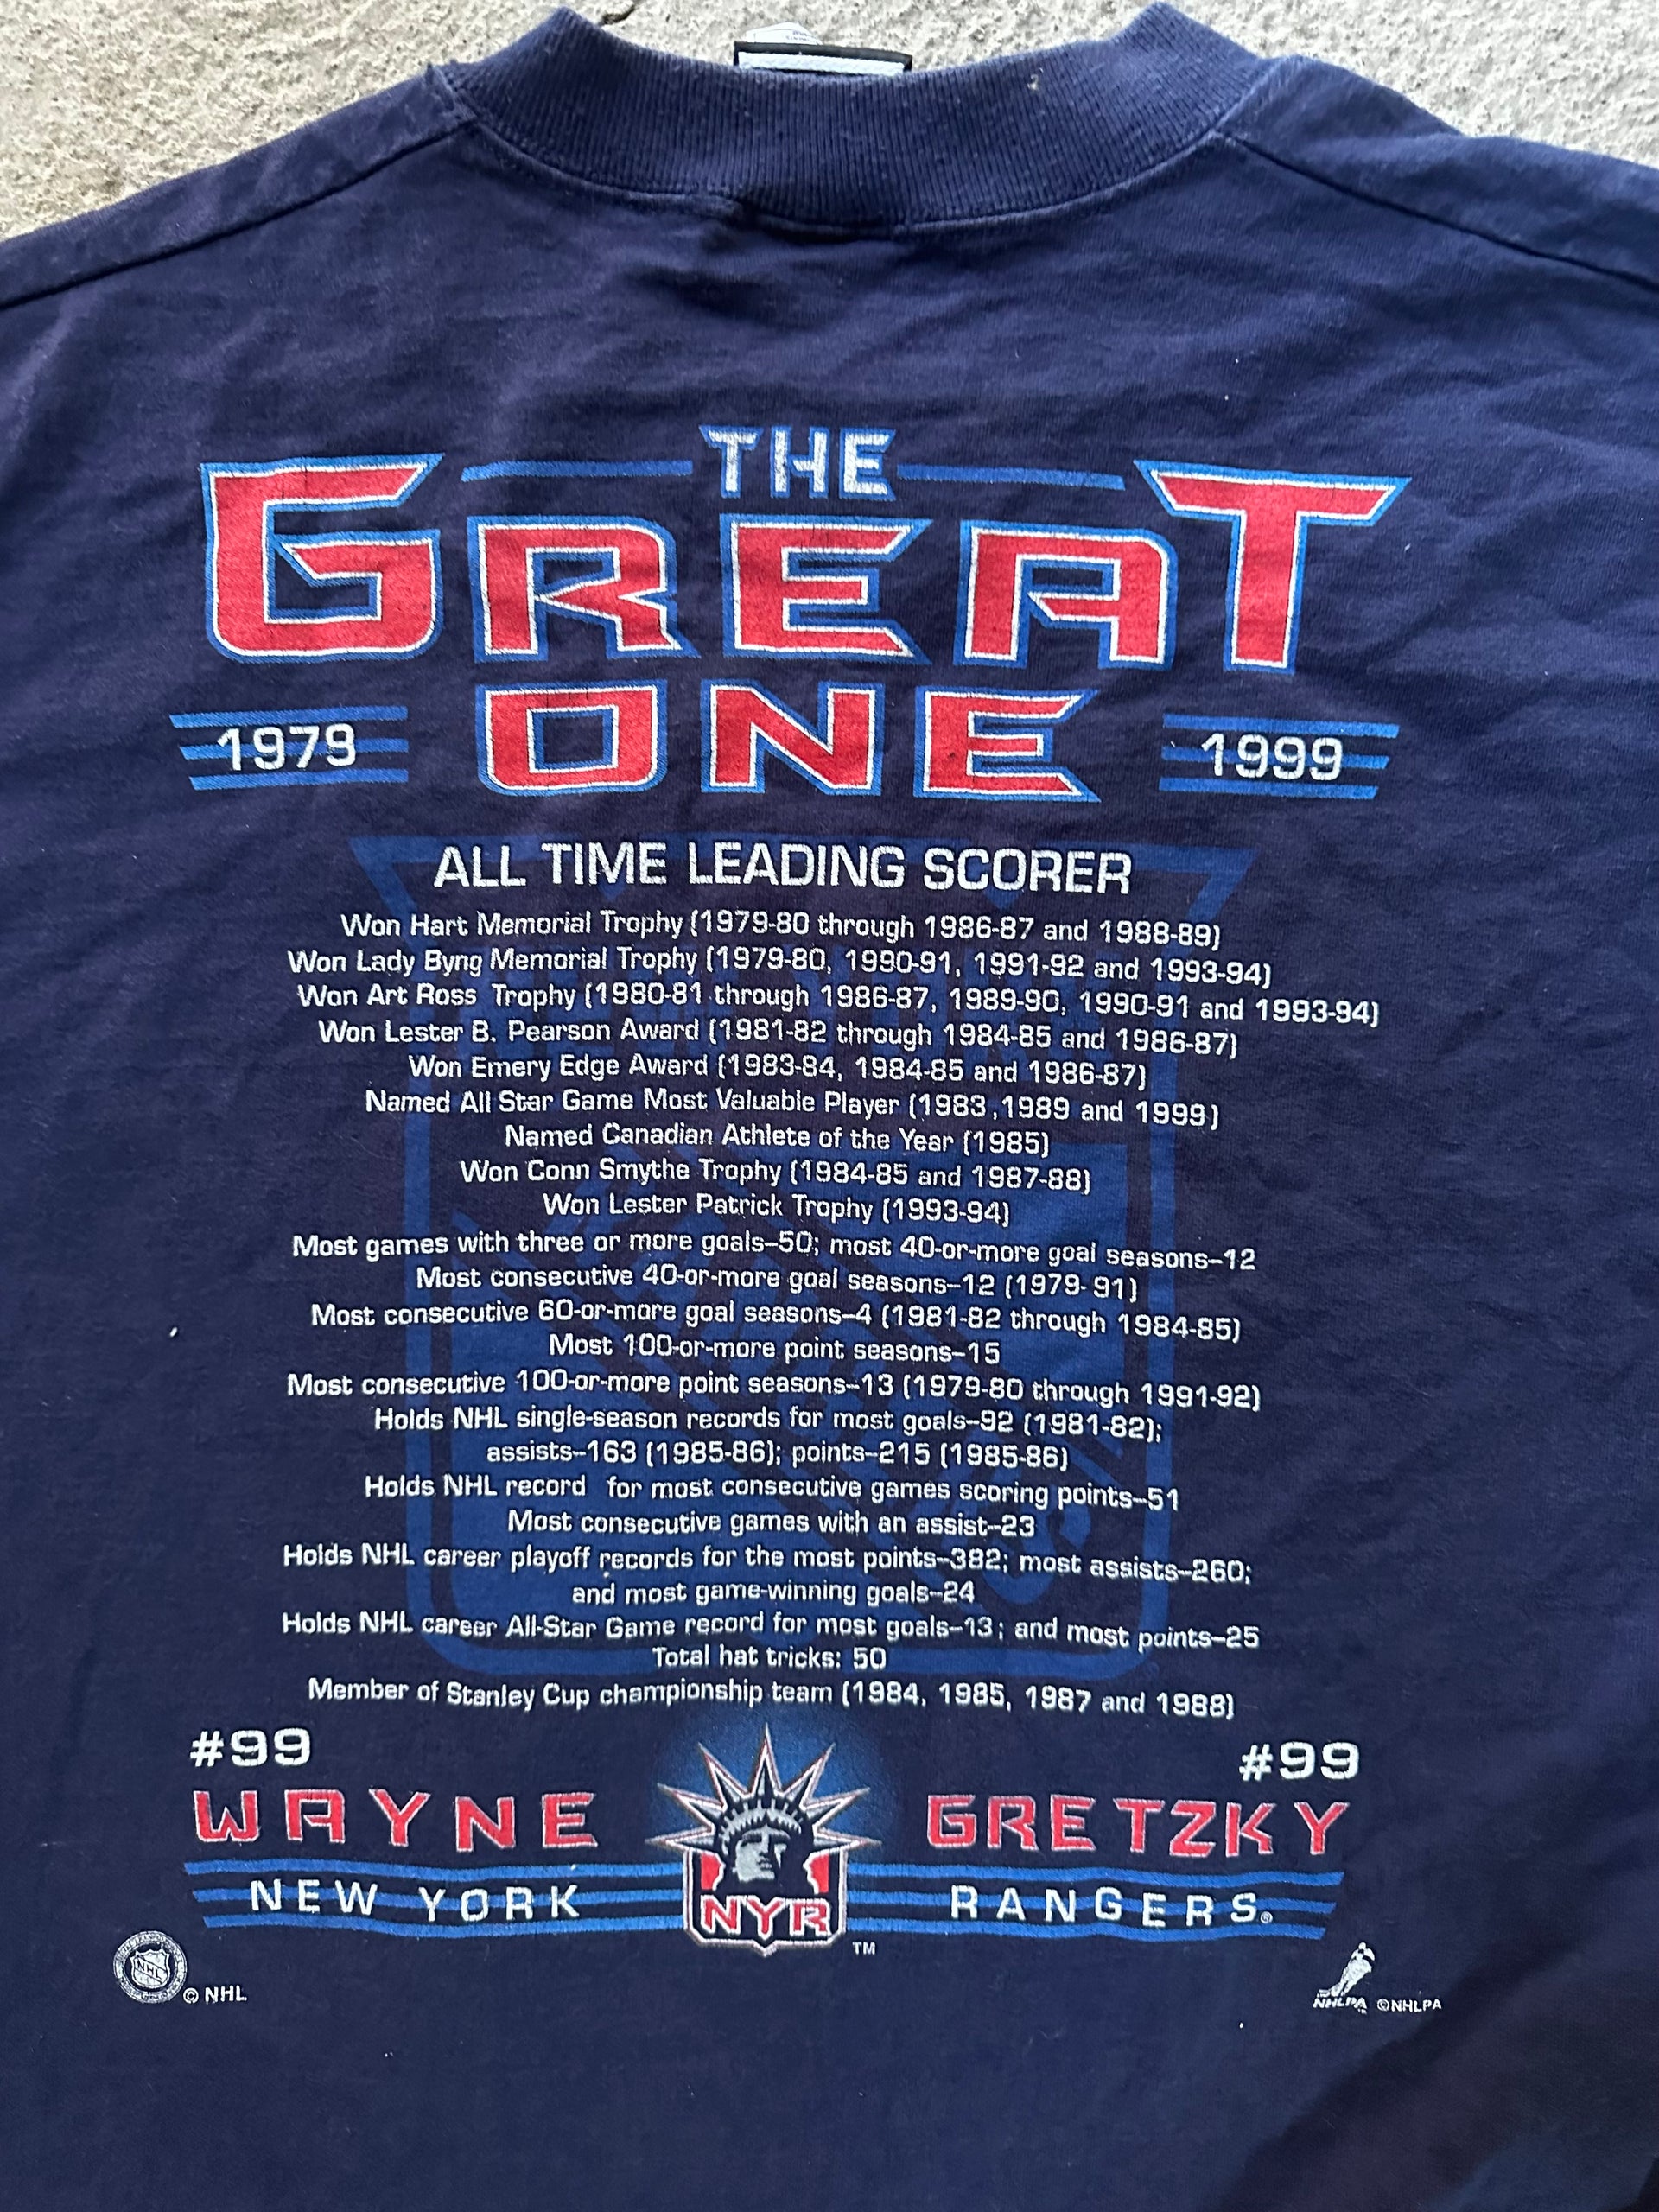 THE
GREAT
1979 ONE 1999
ALL TIME LEADING SCORER
Won Hart Memorial Trophy (1979-80 through 1986-87 and 1988-89)
Won Lady Byng Memorial Trophy (1979-80, 1990-91, 1991-92 and 1993-94)
Won Art Ross Trophy (1980-81 through 1986-87, 1989-90, 1990-91 and 1993-94)
Won Lester B. Pearson Award (1981-82 through 1984-85 and 1986-87)
Won Emery Edge Award (1983-84, 1984-85 and 1986-87)
Named All Star Game Most Valuable Player (1983,1989 and 1999)
Named Canadian Athlete of the Year (1985)
Won Conn Smythe Trophy (1984-85 and 1987-88)
Won Lester Patrick Trophy (1993-94)
Most games with three or more goals–50; most 40-or-more goal seasons–12
Most consecutive 40-or-more goal seasons–12 (1979-91)
Most consecutive 60-or-more goal seasons–4 (1981-82 through 1984-85)
Most 100-or-more point seasons–15
Most consecutive 100-or-more point seasons–13 (1979-80 through 1991-92)
Holds NHL single-season records for most goals–92 (1981-82);
assists–163 (1985-86); points–215 (1985-86)
Holds NHL record for most consecutive games scoring points–51
Most consecutive games with an assist–23
Holds NHL career playoff records for the most points–382; most assists–260;
and most game-winning goals–24
Holds NHL career All-Star Game record for most goals–13; and most points–25
Total hat tricks: 50
Member of Stanley Cup championship team (1984, 1985, 1987 and 1988)
#99 #99
WAYNE GRETZKY
NEW YORK NYR RANGERS®
TM
NHL © NHL NHLPA ©NHLPA